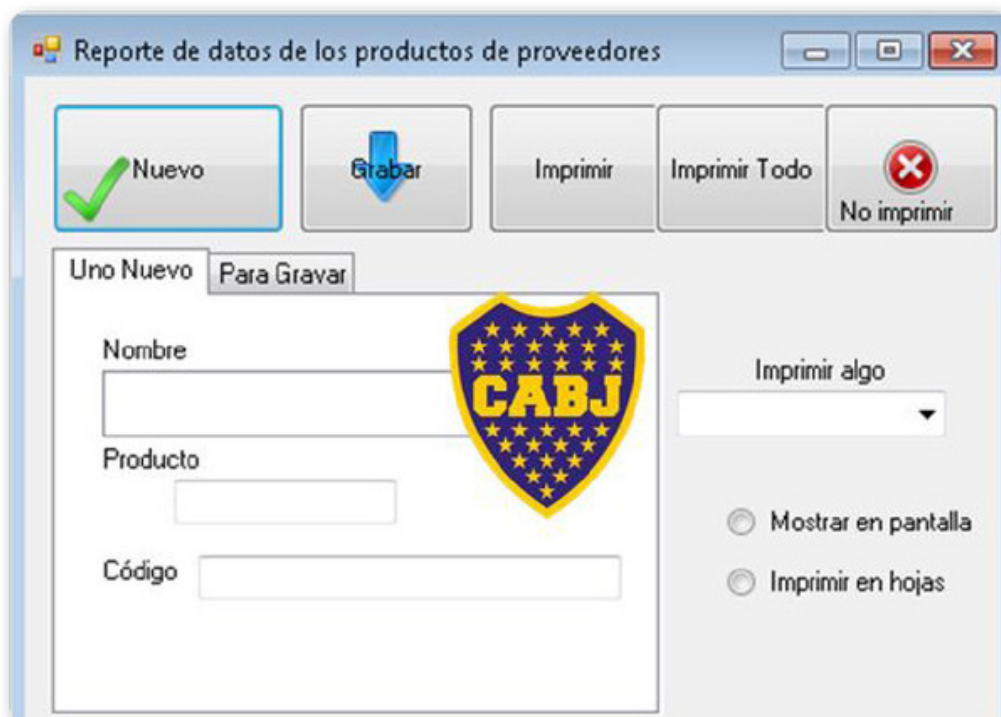 Reporte de datos de los productos de proveedores
Nuevo
Grabar
Imprimir
Imprimir Todo
No imprimir
Uno Nuevo
Para Gravar
Nombre
CABJ
Imprimir algo
Producto
Mostrar en pantalla
Código
Imprimir en hojas